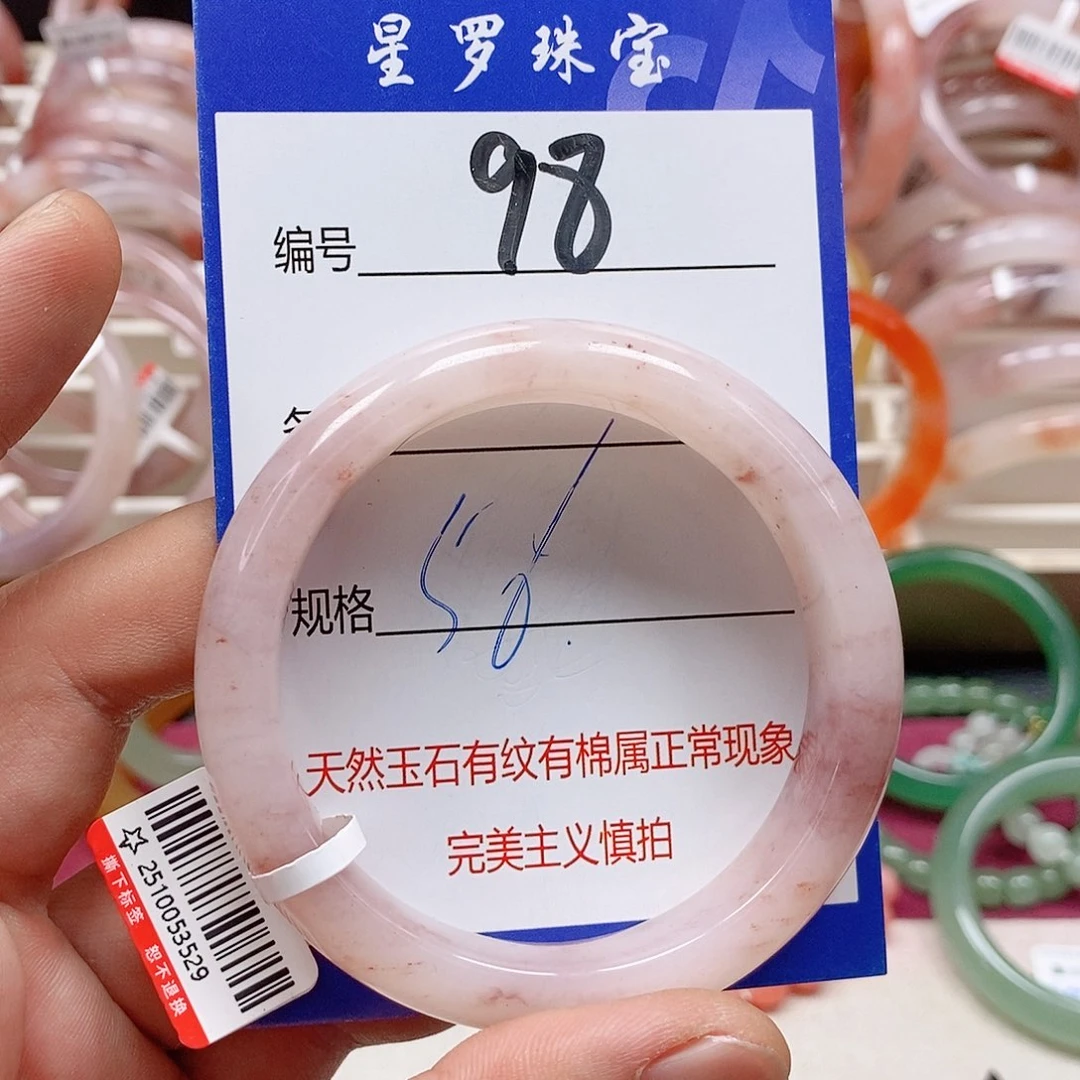 星罗珠宝
编号 98
规格 58.
天然玉石有纹有棉属正常现象
完美主义慎拍
☆ 2510053529
撕下标签 恕不退换